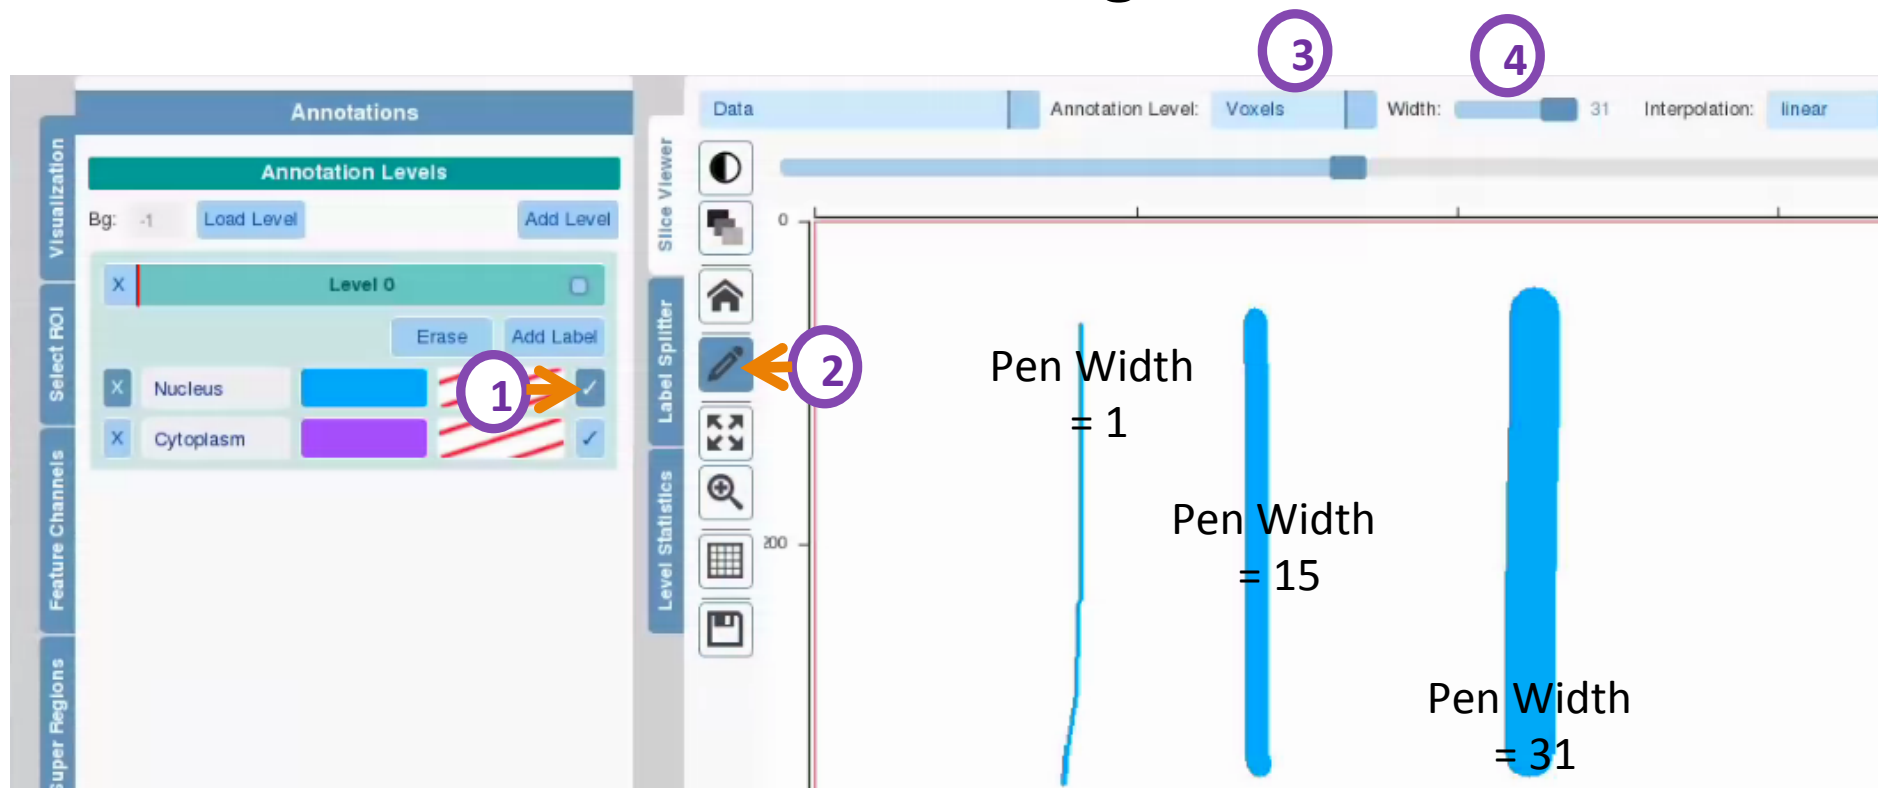 3
4
Annotations
Data
Annotation Level:
Voxels
Width:
31
Interpolation:
linear
Visualization
Select ROI
Feature Channels
Super Regions
Annotation Levels
Bg:
-1
Load Level
Add Level
X
Level 0
Erase
Add Label
X
Nucleus
1
✓
X
Cytoplasm
✓
Slice Viewer
Label Splitter
Level Statistics
2
0
200
Pen Width
= 1
Pen Width
= 15
Pen Width
= 31